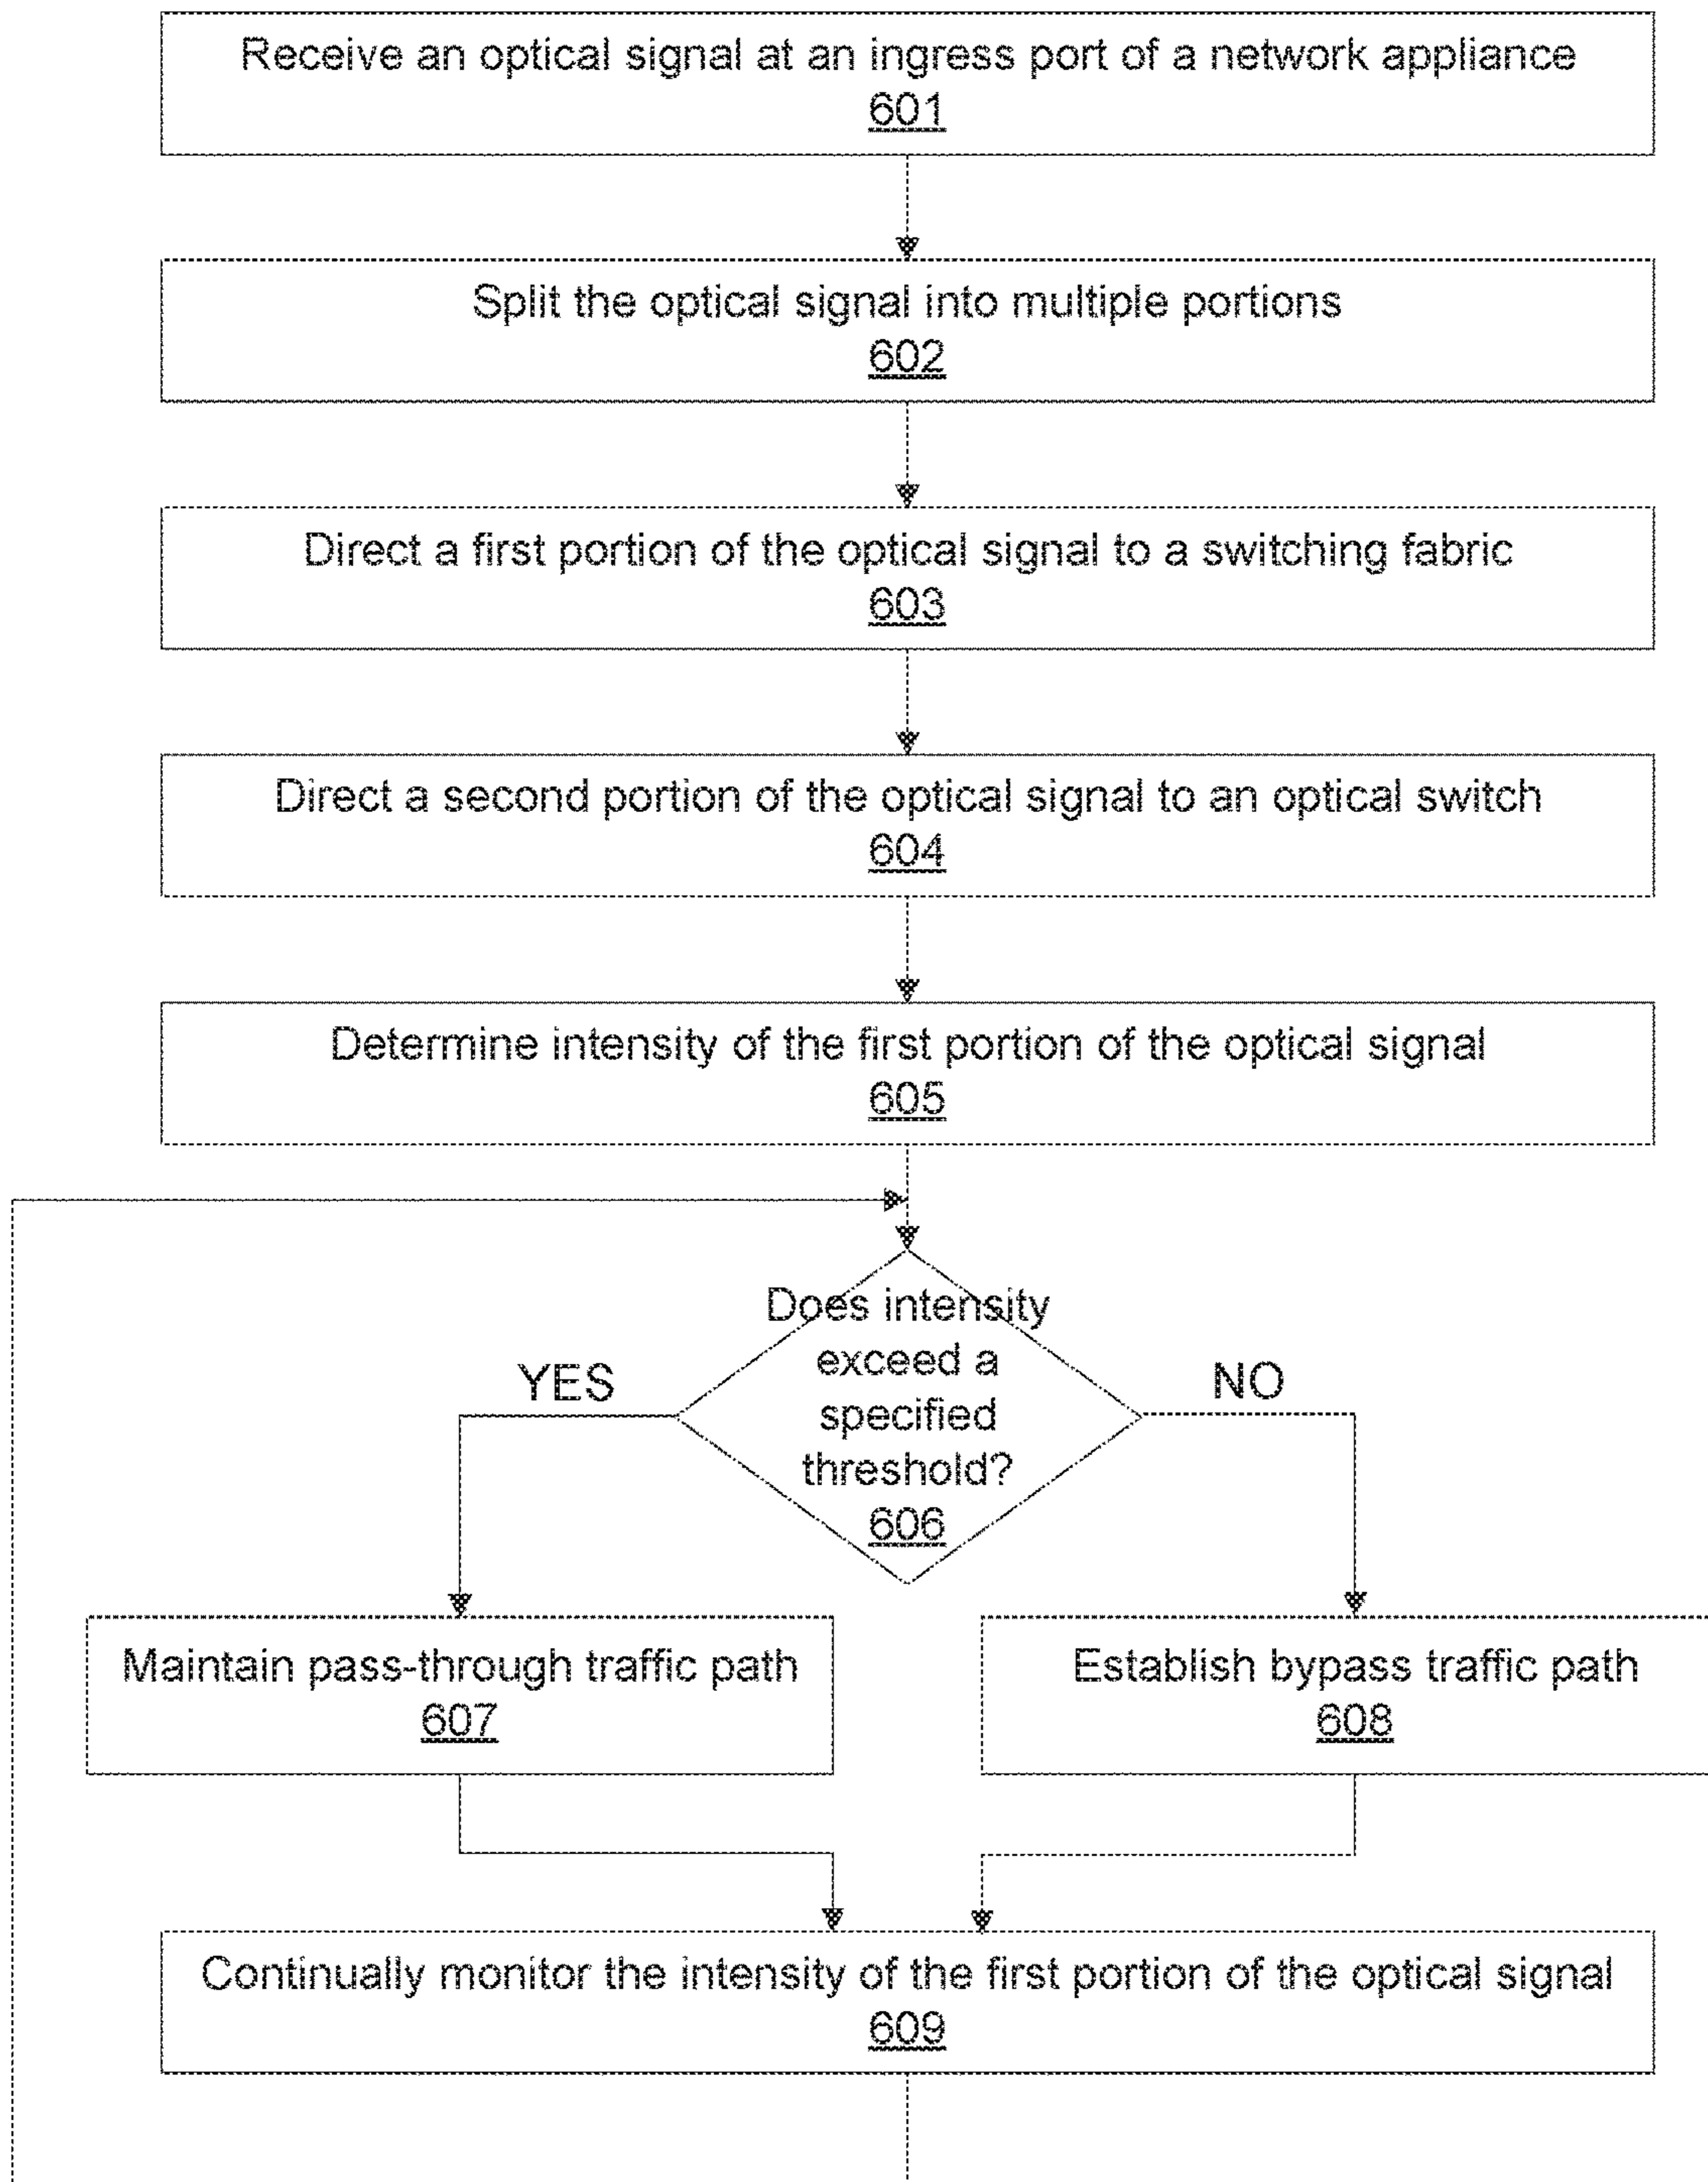 Receive an optical signal at an ingress port of a network appliance
601
Split the optical signal into multiple portions
602
Direct a first portion of the optical signal to a switching fabric
603
Direct a second portion of the optical signal to an optical switch
604
Determine intensity of the first portion of the optical signal
605
Does intensity
exceed a
specified
threshold?
606
YES
NO
Maintain pass-through traffic path
607
Establish bypass traffic path
608
Continually monitor the intensity of the first portion of the optical signal
609